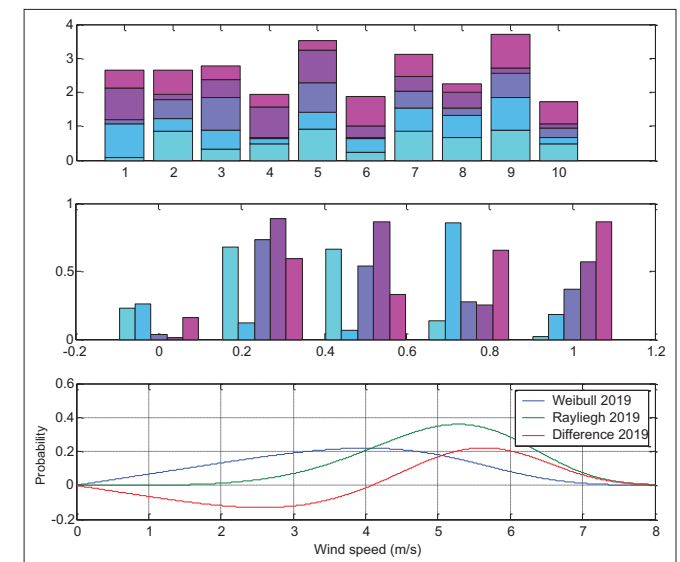 4
3
2
1
0
1 2 3 4 5 6 7 8 9 10
1
0.5
0
-0.2 0 0.2 0.4 0.6 0.8 1 1.2
0.6
0.4
0.2
0
-0.2
Probability
Weibull 2019
Rayliegh 2019
Difference 2019
0 1 2 3 4 5 6 7 8
Wind speed (m/s)